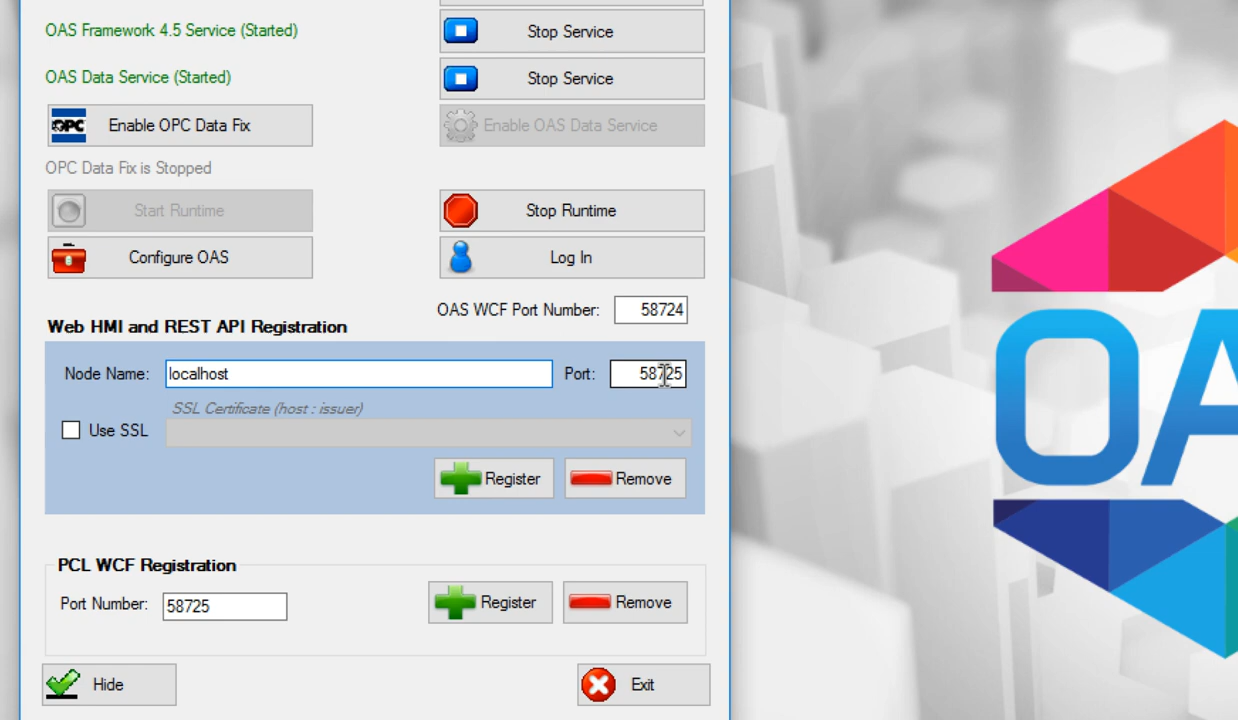 OAS Framework 4.5 Service (Started)
Stop Service
OAS Data Service (Started)
Stop Service
OPC
Enable OPC Data Fix
Enable OAS Data Service
OPC Data Fix is Stopped
Start Runtime
Stop Runtime
Configure OAS
Log In
OAS WCF Port Number:
58724
Web HMI and REST API Registration
Node Name:
localhost
Port:
58725
SSL Certificate (host : issuer)
Use SSL
Register
Remove
PCL WCF Registration
Port Number:
58725
Register
Remove
Hide
Exit
OA